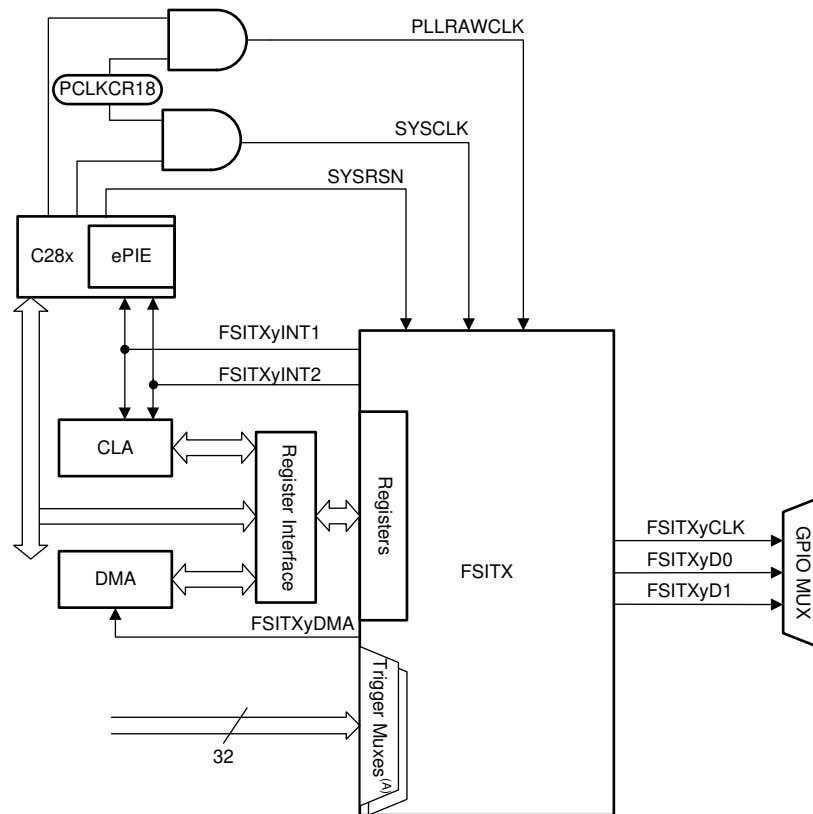 PLLRAWCLK
PCLKCR18
SYSCLK
SYSRSN
C28x
ePIE
FSITXyINT1
FSITXyINT2
CLA
Register Interface
Registers
FSITX
FSITXyCLK
FSITXyD0
FSITXyD1
GPIO MUX
DMA
FSITXyDMA
Trigger Muxes(A)
32